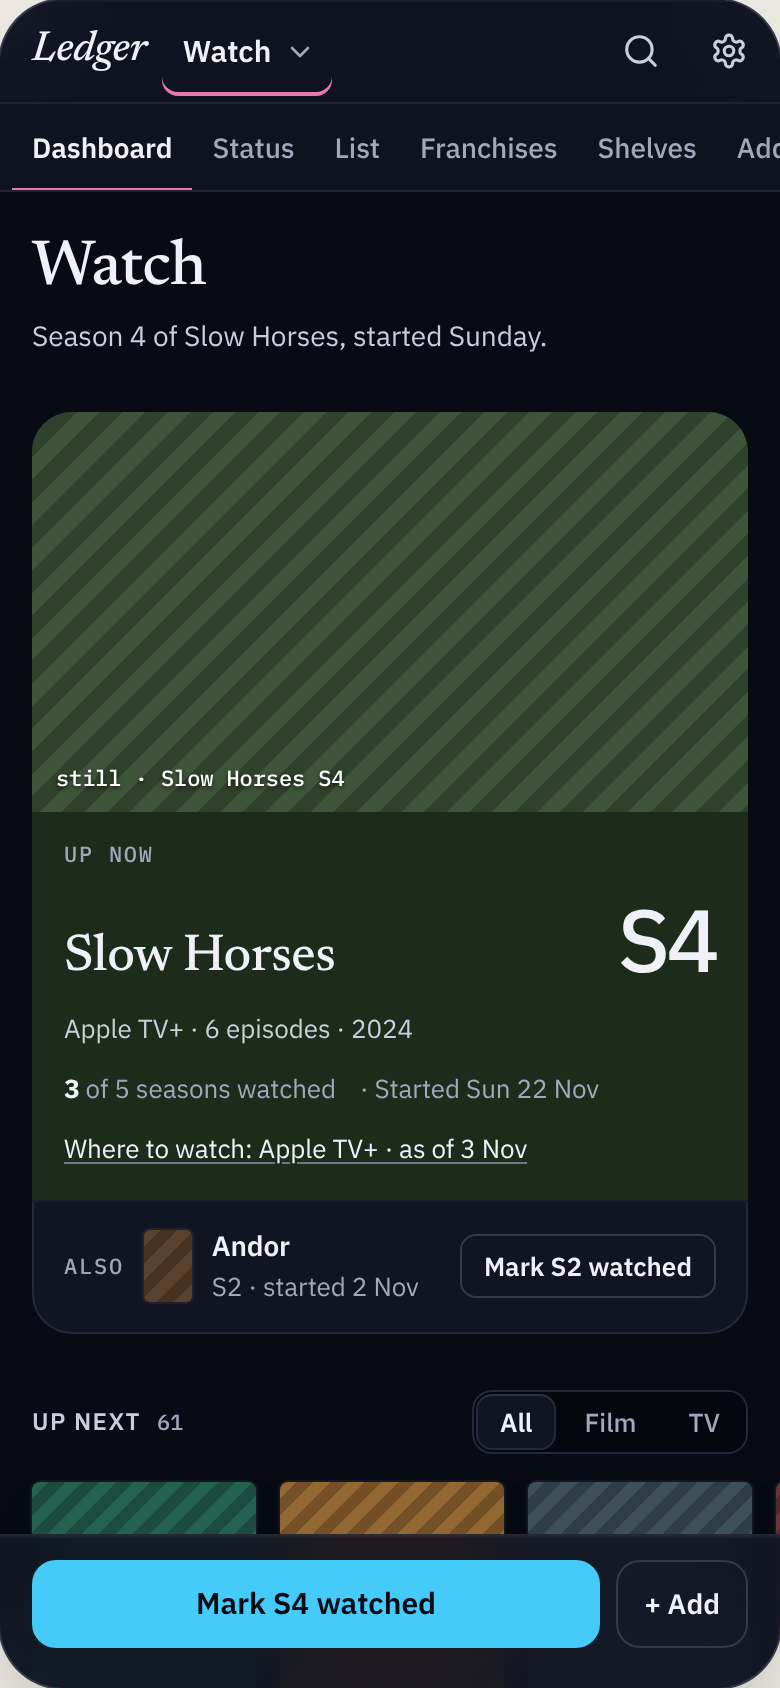 Ledger Watch
Dashboard Status List Franchises Shelves Add
Watch
Season 4 of Slow Horses, started Sunday.
still · Slow Horses S4
UP NOW
Slow Horses S4
Apple TV+ · 6 episodes · 2024
3 of 5 seasons watched · Started Sun 22 Nov
Where to watch: Apple TV+ · as of 3 Nov
ALSO
Andor
S2 · started 2 Nov
Mark S2 watched
UP NEXT 61
All Film TV
Mark S4 watched
+ Add